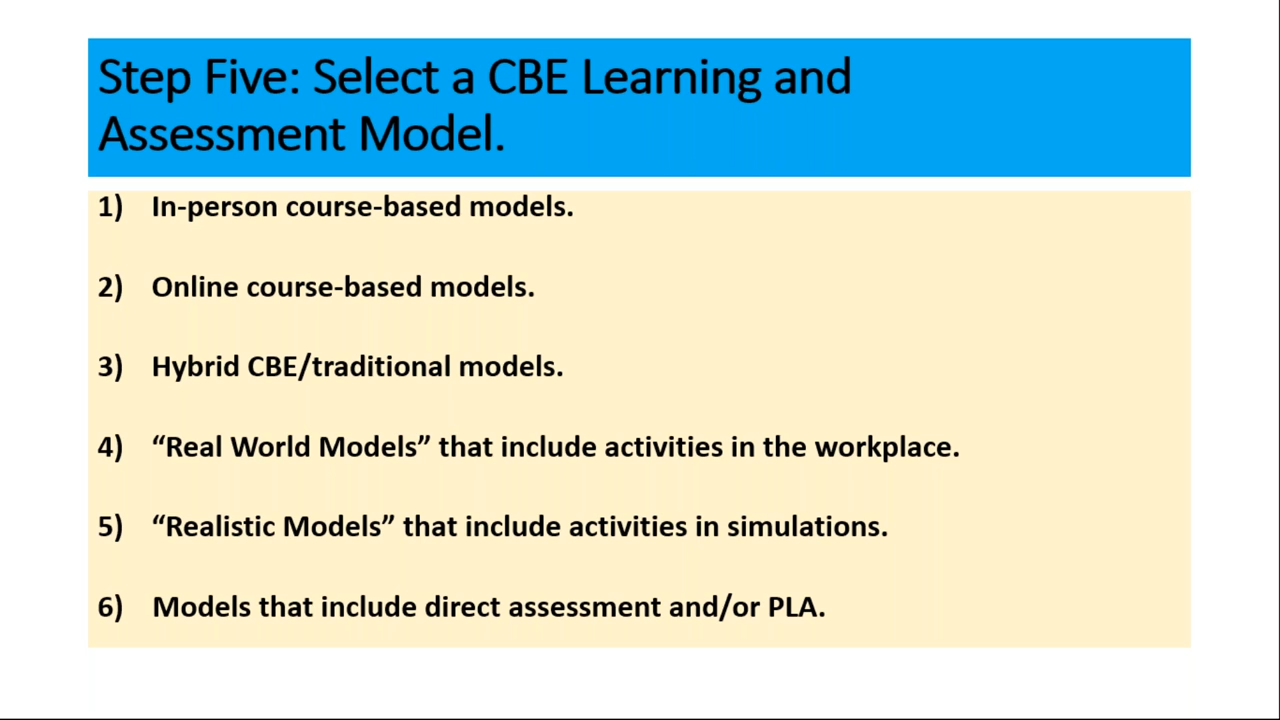 Step Five: Select a CBE Learning and
Assessment Model.
1) In-person course-based models.
2) Online course-based models.
3) Hybrid CBE/traditional models.
4) “Real World Models” that include activities in the workplace.
5) “Realistic Models” that include activities in simulations.
6) Models that include direct assessment and/or PLA.